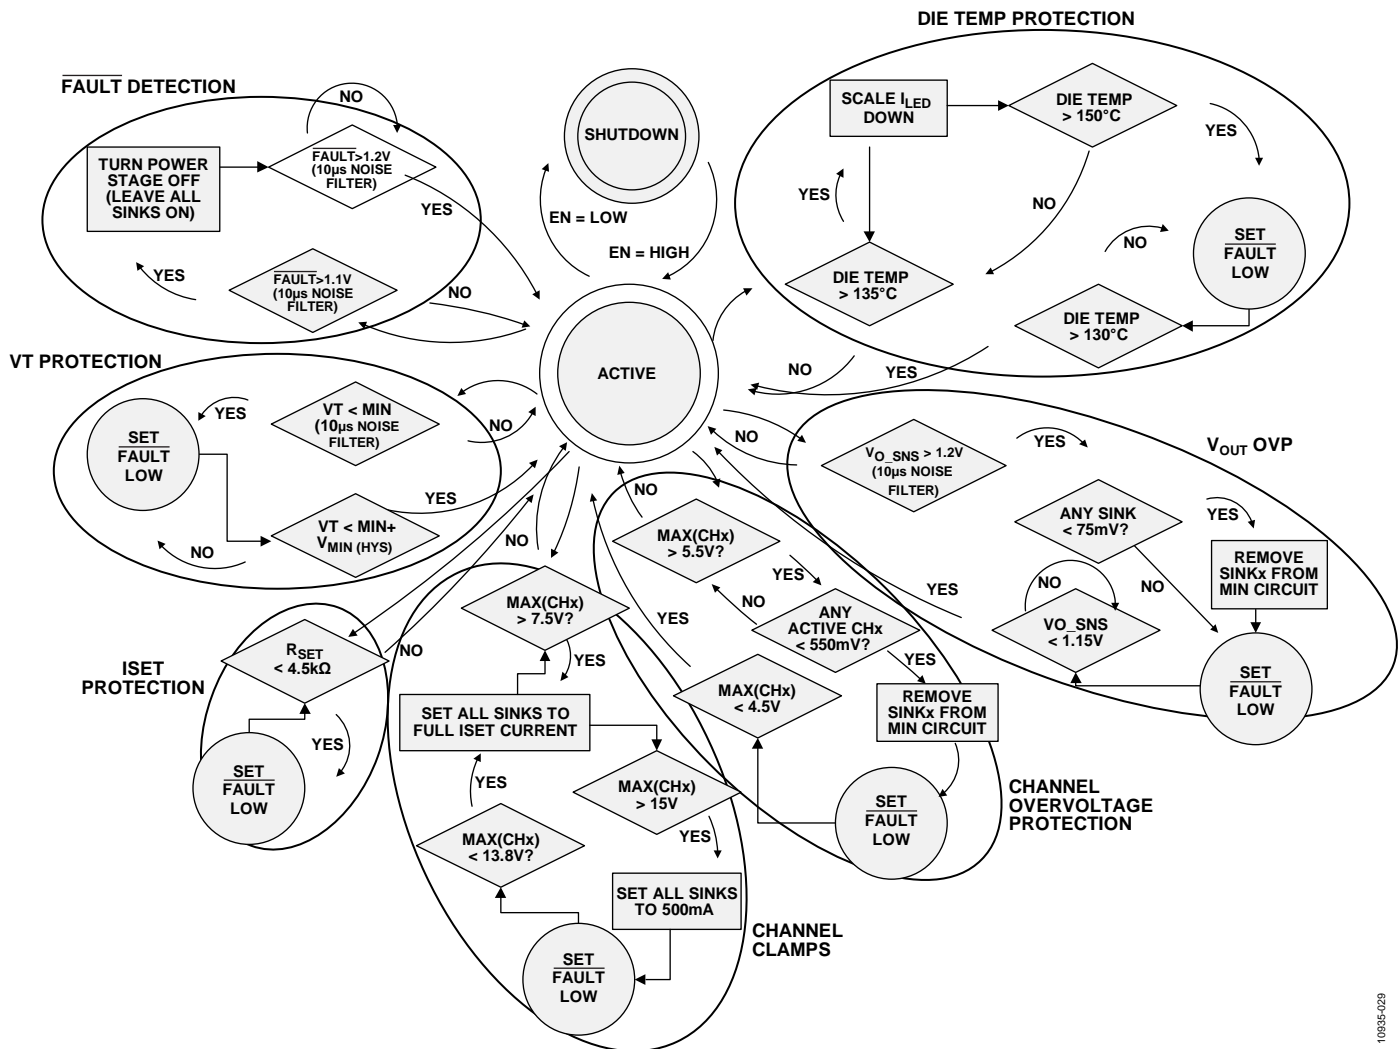 DIE TEMP PROTECTION
SCALE ILED
DOWN
DIE TEMP
> 150°C
YES
YES
NO
NO
SET
FAULT
LOW
DIE TEMP
> 135°C
DIE TEMP
> 130°C
NO
YES
FAULT DETECTION
NO
TURN POWER
STAGE OFF
(LEAVE ALL
SINKS ON)
FAULT>1.2V
(10µs NOISE
FILTER)
YES
YES
FAULT>1.1V
(10µs NOISE
FILTER)
NO
SHUTDOWN
EN = LOW
EN = HIGH
ACTIVE
VT PROTECTION
SET
FAULT
LOW
YES
VT < MIN
(10µs NOISE
FILTER)
NO
YES
VT < MIN+
VMIN (HYS)
NO
VOUT OVP
NO
VO_SNS > 1.2V
(10µs NOISE
FILTER)
YES
ANY SINK
< 75mV?
YES
REMOVE
SINKx FROM
MIN CIRCUIT
NO
NO
VO_SNS
< 1.15V
YES
SET
FAULT
LOW
ISET
PROTECTION
RSET
< 4.5kΩ
NO
YES
SET
FAULT
LOW
NO
MAX(CHx)
> 7.5V?
YES
SET ALL SINKS TO
FULL ISET CURRENT
YES
MAX(CHx)
> 15V
YES
MAX(CHx)
< 13.8V?
SET ALL SINKS
TO 500mA
SET
FAULT
LOW
CHANNEL
CLAMPS
NO
MAX(CHx)
> 5.5V?
YES
NO
ANY
ACTIVE CHx
< 550mV?
YES
YES
MAX(CHx)
< 4.5V
REMOVE
SINKx FROM
MIN CIRCUIT
SET
FAULT
LOW
CHANNEL
OVERVOLTAGE
PROTECTION
10935-029